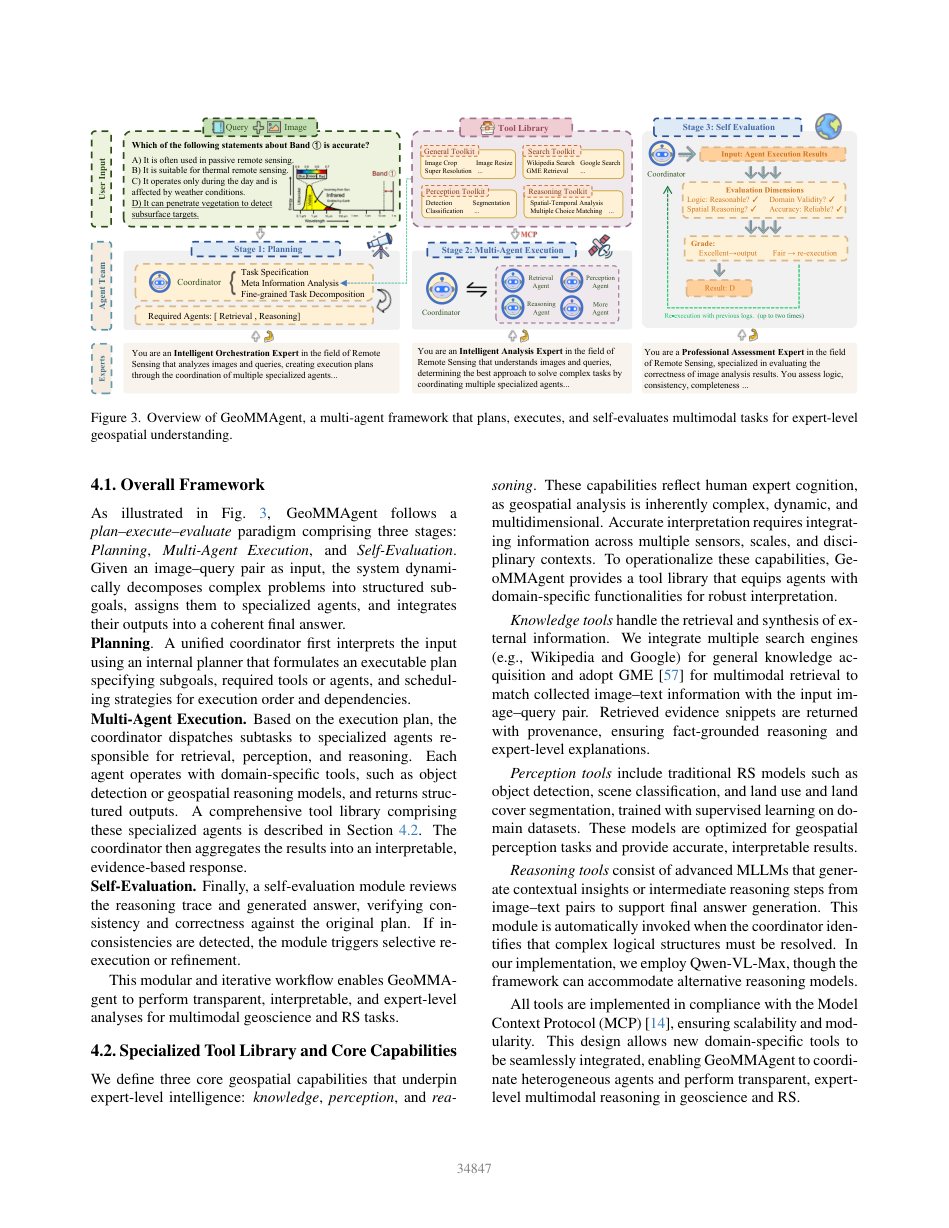 User Input
Query
Image
Which of the following statements about Band ① is accurate?
A) It is often used in passive remote sensing.
B) It is suitable for thermal remote sensing.
C) It operates only during the day and is
affected by weather conditions.
D) It can penetrate vegetation to detect
subsurface targets.
Band ①
Infrared
Tool Library
General Toolkit
Image Crop Image Resize
Super Resolution ...
Search Toolkit
Wikipedia Search Google Search
GME Retrieval ...
Perception Toolkit
Detection Segmentation
Classification ...
Reasoning Toolkit
Spatial-Temporal Analysis
Multiple Choice Matching ...
MCP
Agent Team
Stage 1: Planning
Coordinator
Task Specification
Meta Information Analysis
Fine-grained Task Decomposition
Required Agents: [ Retrieval , Reasoning]
Stage 2: Multi-Agent Execution
Coordinator
Retrieval
Agent
Perception
Agent
Reasoning
Agent
More
Agent
Stage 3: Self Evaluation
Coordinator
Input: Agent Execution Results
Evaluation Dimensions
Logic: Reasonable? ✓ Domain Validity? ✓
Spatial Reasoning? ✓ Accuracy: Reliable? ✓
Grade:
Excellent→output Fair → re-execution
Result: D
Re-execution with previous logs. (up to two times)
Experts
You are an Intelligent Orchestration Expert in the field of Remote
Sensing that analyzes images and queries, creating execution plans
through the coordination of multiple specialized agents...
You are an Intelligent Analysis Expert in the field of
Remote Sensing that understands images and queries,
determining the best approach to solve complex tasks by
coordinating multiple specialized agents...
You are a Professional Assessment Expert in the field
of Remote Sensing, specialized in evaluating the
correctness of image analysis results. You assess logic,
consistency, completeness ...
Figure 3. Overview of GeoMMAgent, a multi-agent framework that plans, executes, and self-evaluates multimodal tasks for expert-level
geospatial understanding.
4.1. Overall Framework
As illustrated in Fig. 3, GeoMMAgent follows a
plan–execute–evaluate paradigm comprising three stages:
Planning, Multi-Agent Execution, and Self-Evaluation.
Given an image–query pair as input, the system dynami-
cally decomposes complex problems into structured sub-
goals, assigns them to specialized agents, and integrates
their outputs into a coherent final answer.
Planning. A unified coordinator first interprets the input
using an internal planner that formulates an executable plan
specifying subgoals, required tools or agents, and schedul-
ing strategies for execution order and dependencies.
Multi-Agent Execution. Based on the execution plan, the
coordinator dispatches subtasks to specialized agents re-
sponsible for retrieval, perception, and reasoning. Each
agent operates with domain-specific tools, such as object
detection or geospatial reasoning models, and returns struc-
tured outputs. A comprehensive tool library comprising
these specialized agents is described in Section 4.2. The
coordinator then aggregates the results into an interpretable,
evidence-based response.
Self-Evaluation. Finally, a self-evaluation module reviews
the reasoning trace and generated answer, verifying con-
sistency and correctness against the original plan. If in-
consistencies are detected, the module triggers selective re-
execution or refinement.
This modular and iterative workflow enables GeoMMA-
gent to perform transparent, interpretable, and expert-level
analyses for multimodal geoscience and RS tasks.
4.2. Specialized Tool Library and Core Capabilities
We define three core geospatial capabilities that underpin
expert-level intelligence: knowledge, perception, and rea-
soning. These capabilities reflect human expert cognition,
as geospatial analysis is inherently complex, dynamic, and
multidimensional. Accurate interpretation requires integrat-
ing information across multiple sensors, scales, and disci-
plinary contexts. To operationalize these capabilities, Ge-
oMMAgent provides a tool library that equips agents with
domain-specific functionalities for robust interpretation.
Knowledge tools handle the retrieval and synthesis of ex-
ternal information. We integrate multiple search engines
(e.g., Wikipedia and Google) for general knowledge ac-
quisition and adopt GME [57] for multimodal retrieval to
match collected image–text information with the input im-
age–query pair. Retrieved evidence snippets are returned
with provenance, ensuring fact-grounded reasoning and
expert-level explanations.
Perception tools include traditional RS models such as
object detection, scene classification, and land use and land
cover segmentation, trained with supervised learning on do-
main datasets. These models are optimized for geospatial
perception tasks and provide accurate, interpretable results.
Reasoning tools consist of advanced MLLMs that gener-
ate contextual insights or intermediate reasoning steps from
image–text pairs to support final answer generation. This
module is automatically invoked when the coordinator iden-
tifies that complex logical structures must be resolved. In
our implementation, we employ Qwen-VL-Max, though the
framework can accommodate alternative reasoning models.
All tools are implemented in compliance with the Model
Context Protocol (MCP) [14], ensuring scalability and mod-
ularity. This design allows new domain-specific tools to
be seamlessly integrated, enabling GeoMMAgent to coordi-
nate heterogeneous agents and perform transparent, expert-
level multimodal reasoning in geoscience and RS.
34847